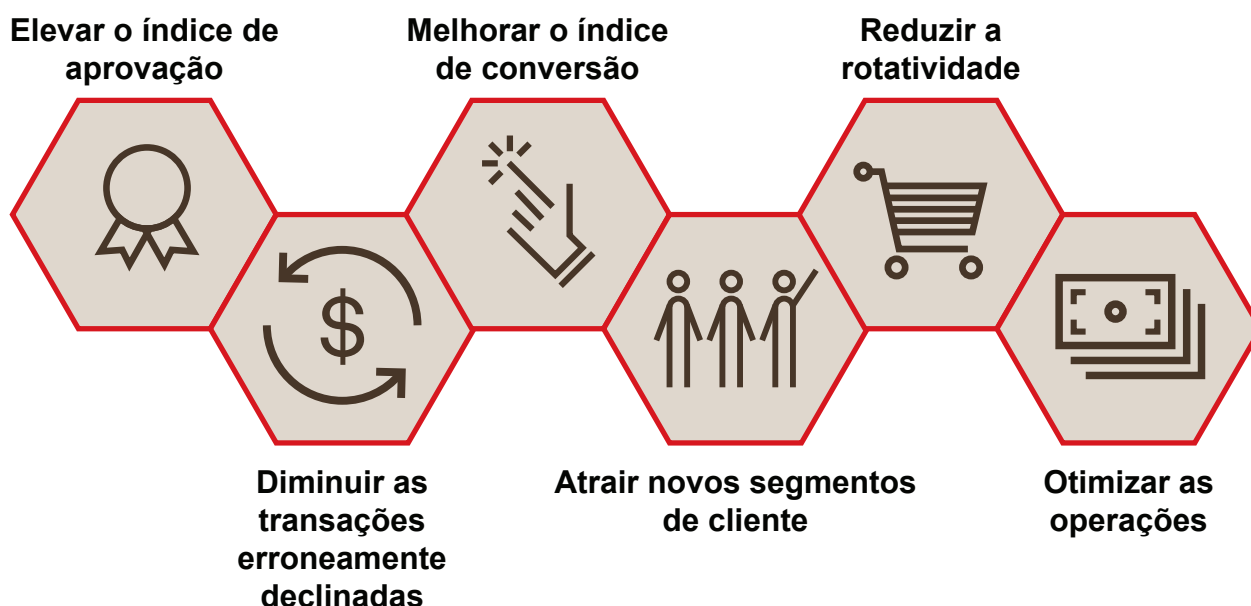 Elevar o índice de
aprovação
Melhorar o índice
de conversão
Reduzir a
rotatividade
$
Diminuir as
transações
erroneamente
declinadas
Atrair novos segmentos
de cliente
Otimizar as
operações